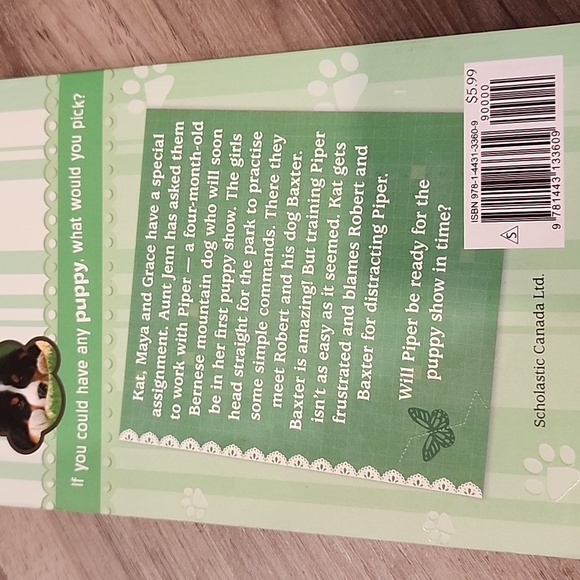 If you could have any puppy, what would you pick?
Kat, Maya and Grace have a special
assignment. Aunt Jenn has asked them
to work with Piper — a four-month-old
Bernese mountain dog who will soon
be in her first puppy show. The girls
head straight for the park to practise
some simple commands. There they
meet Robert and his dog Baxter.
Baxter is amazing! But training Piper
isn't as easy as it seemed. Kat gets
frustrated and blames Robert and
Baxter for distracting Piper.
Will Piper be ready for the
puppy show in time?
$5.99
90000
ISBN 978-1-4431-3360-9
9 781443 133609
S
Scholastic Canada Ltd.